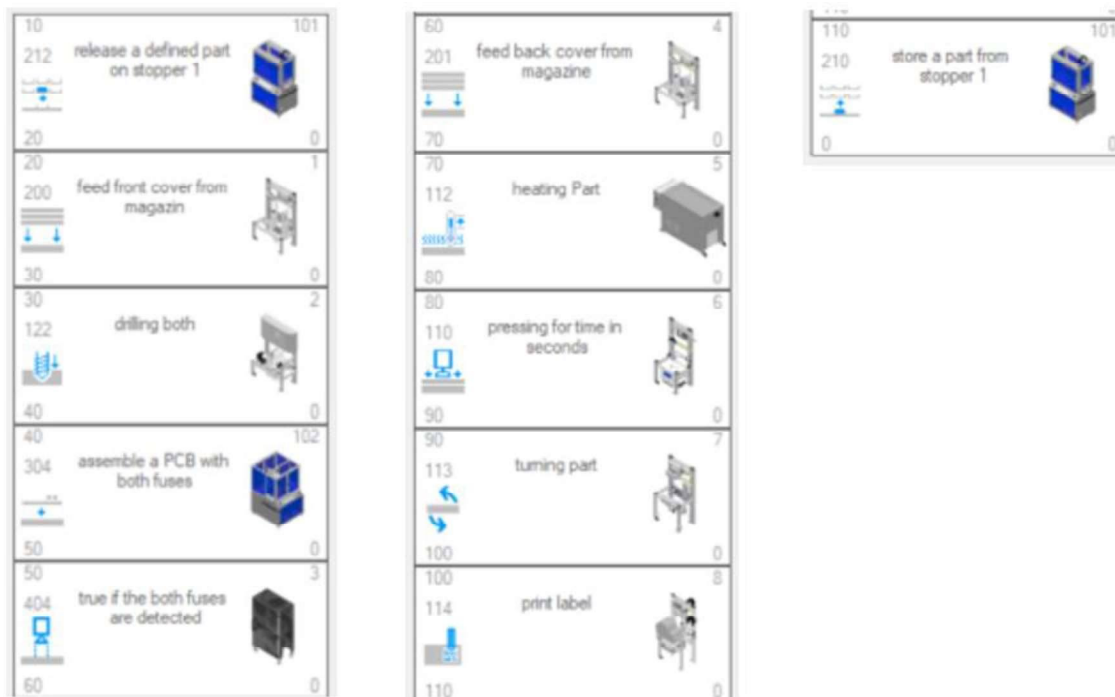 10 101
212 release a defined part
on stopper 1
20 0
20 1
200 feed front cover from
magazin
30 0
30 2
122 drilling both
40 0
40 102
304 assemble a PCB with
both fuses
50 0
50 3
404 true if the both fuses
are detected
60 0
60 4
201 feed back cover from
magazine
70 0
70 5
112 heating Part
80 0
80 6
110 pressing for time in
seconds
90 0
90 7
113 turning part
100 0
100 8
114 print label
110 0
110 101
210 store a part from
stopper 1
0 0